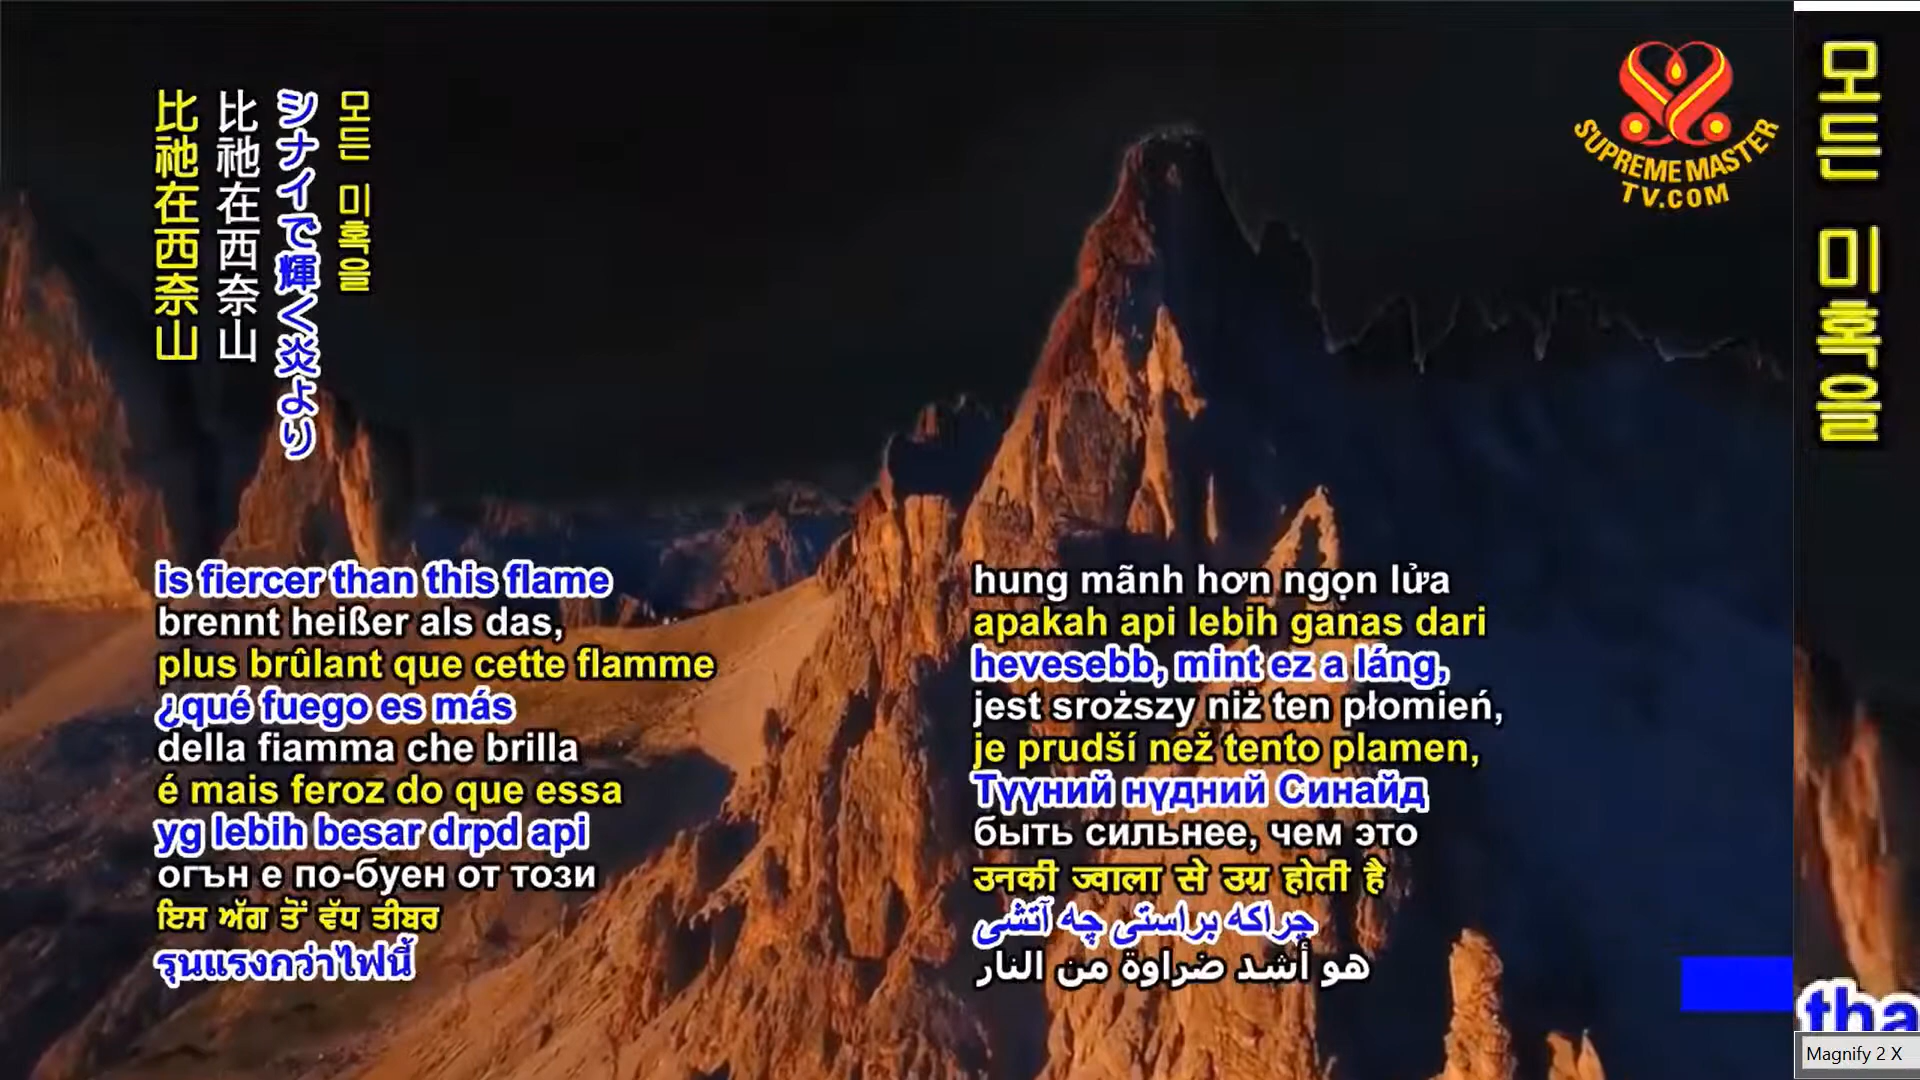 比祂在西奈山
比祂在西奈山
シナイで輝く炎より
모든 미혹을
SUPREME MASTER
TV.COM
모든 미혹을
is fiercer than this flame
brennt heißer als das,
plus brûlant que cette flamme
¿qué fuego es más
della fiamma che brilla
é mais feroz do que essa
yg lebih besar drpd api
огън е по-буен от този
ਇਸ ਅੱਗ ਤੋਂ ਵੱਧ ਤੀਬਰ
รุนแรงกว่าไฟนี้
hung mãnh hơn ngọn lửa
apakah api lebih ganas dari
hevesebb, mint ez a láng,
jest sroższy niż ten płomień,
je prudší než tento plamen,
Түүний нүдний Синайд
быть сильнее, чем это
उनकी ज्वाला से उग्र होती है
چراکه براستی چه آتشی
هو أشد ضراوة من النار
tha
Magnify 2 X